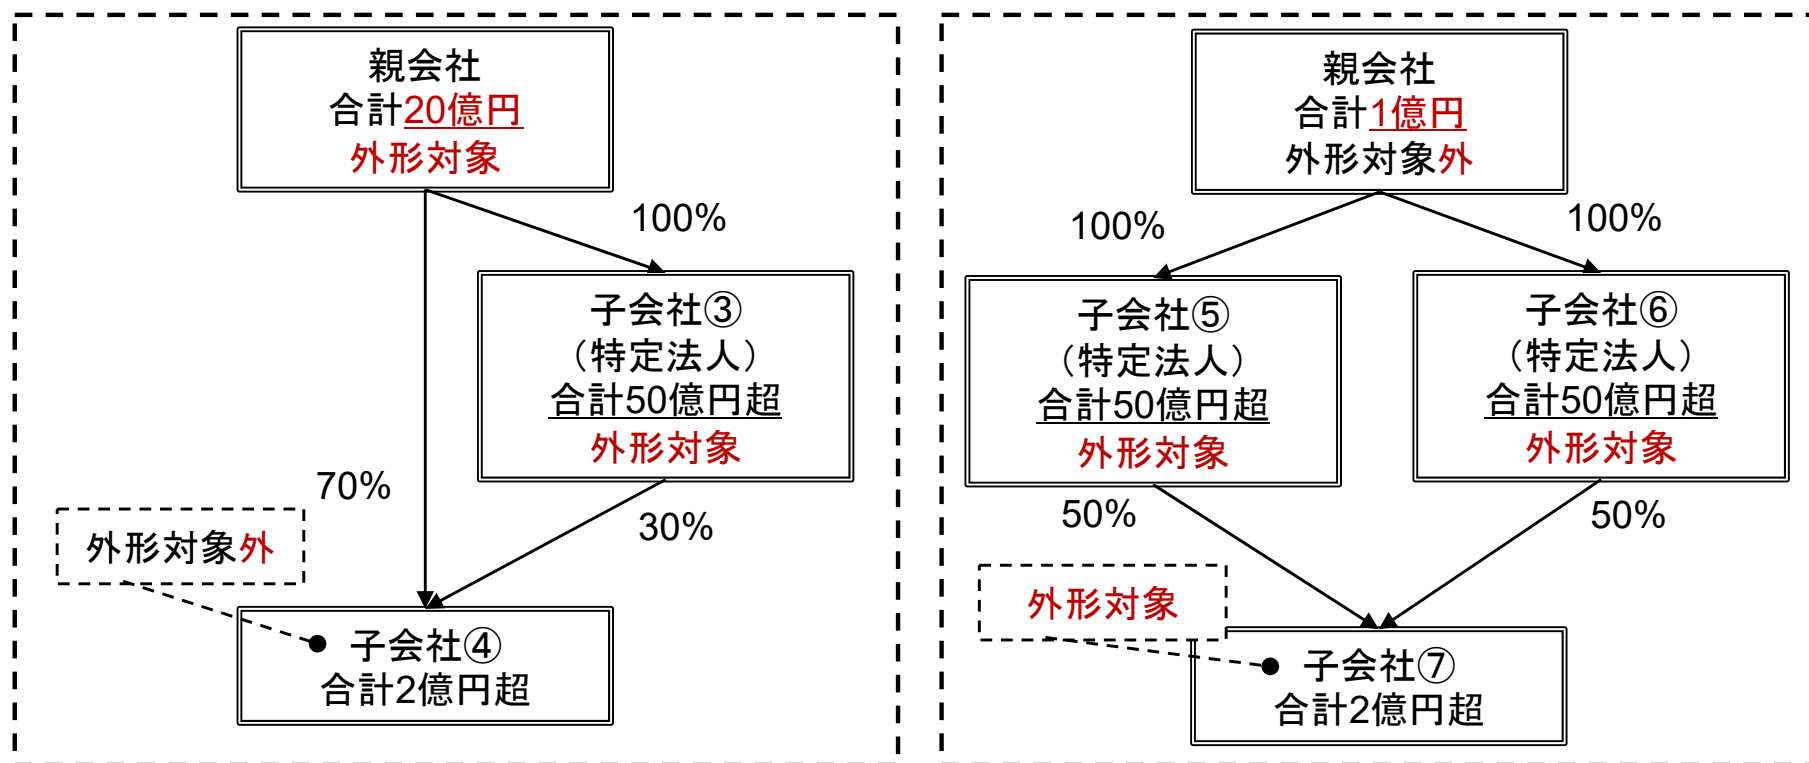 親会社
合計20億円
外形対象
100%
子会社③
（特定法人）
合計50億円超
外形対象
70%
30%
外形対象外
子会社④
合計2億円超
親会社
合計1億円
外形対象外
100%
100%
子会社⑤
（特定法人）
合計50億円超
外形対象
子会社⑥
（特定法人）
合計50億円超
外形対象
50%
50%
外形対象
子会社⑦
合計2億円超